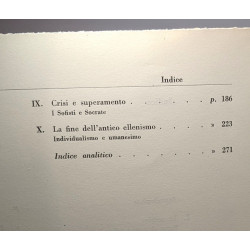 Indice
IX. Crisi e superamento . . . . . p. 186
I Sofisti e Socrate
X. La fine dell'antico ellenismo . . . . » 223
Individualismo e umanesimo
Indice analitico . . . . . » 271